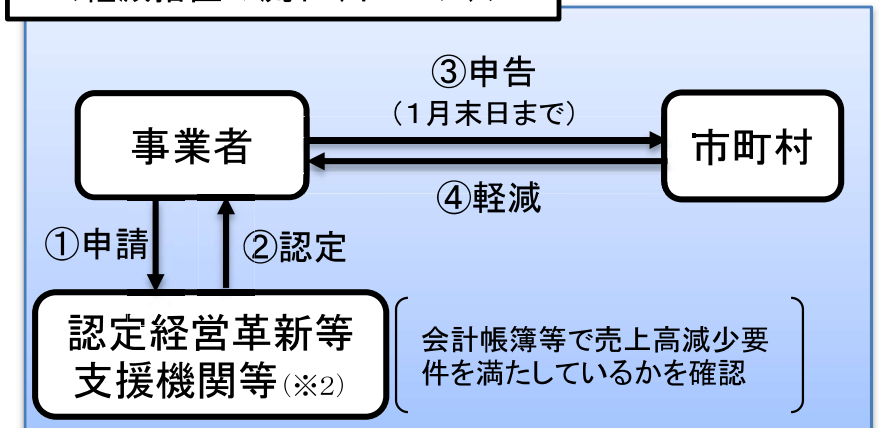 ③申告
(1月末日まで)
事業者
市町村
④軽減
①申請
②認定
認定経営革新等
支援機関等(※2)
会計帳簿等で売上高減少要
件を満たしているかを確認